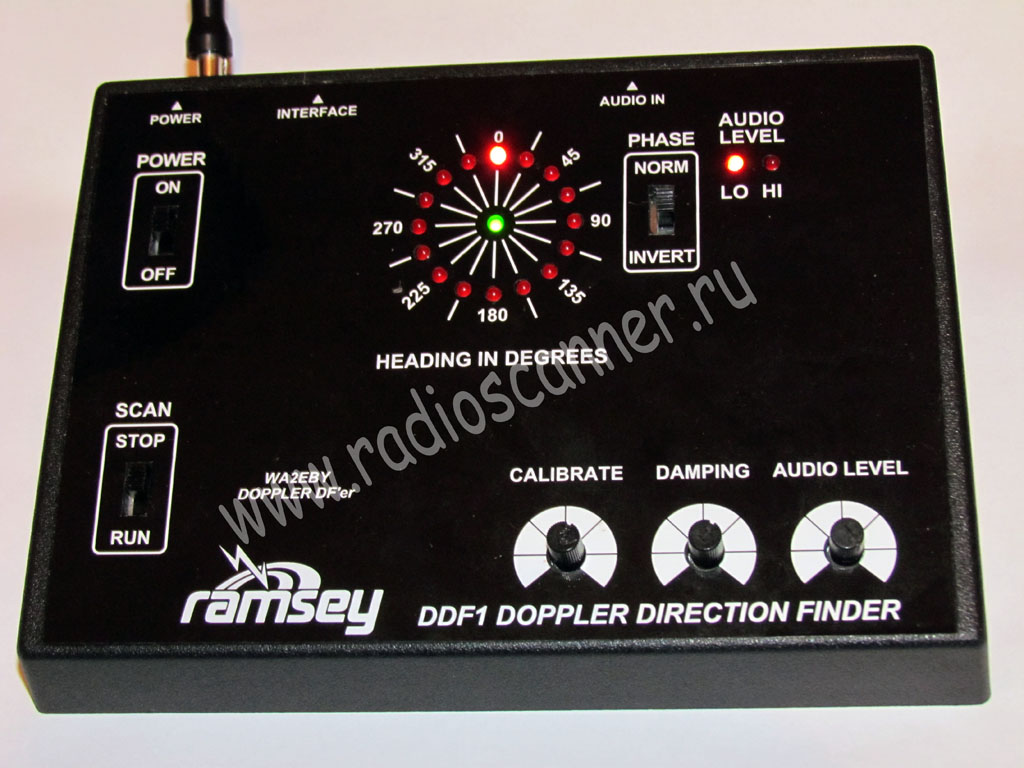 POWER
INTERFACE
AUDIO IN
POWER
ON
OFF
0
45
90
135
180
225
270
315
HEADING IN DEGREES
PHASE
NORM
INVERT
AUDIO
LEVEL
LO HI
SCAN
STOP
RUN
WA2EBY
DOPPLER DF'er
CALIBRATE
DAMPING
AUDIO LEVEL
ramsey
DDF1 DOPPLER DIRECTION FINDER
www.radioscanner.ru